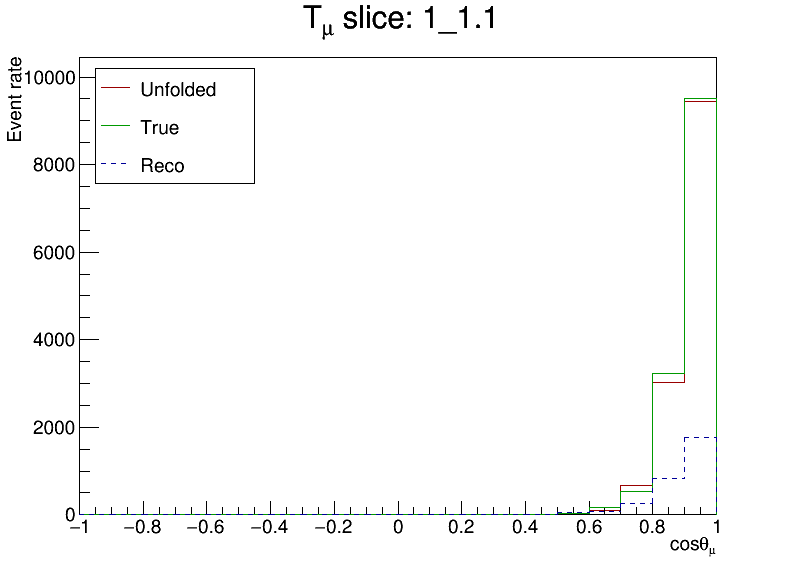 Tμ slice: 1_1.1
Event rate
10000
8000
6000
4000
2000
0
Unfolded
True
Reco
−1 −0.8 −0.6 −0.4 −0.2 0 0.2 0.4 0.6 0.8 1
cosθμ